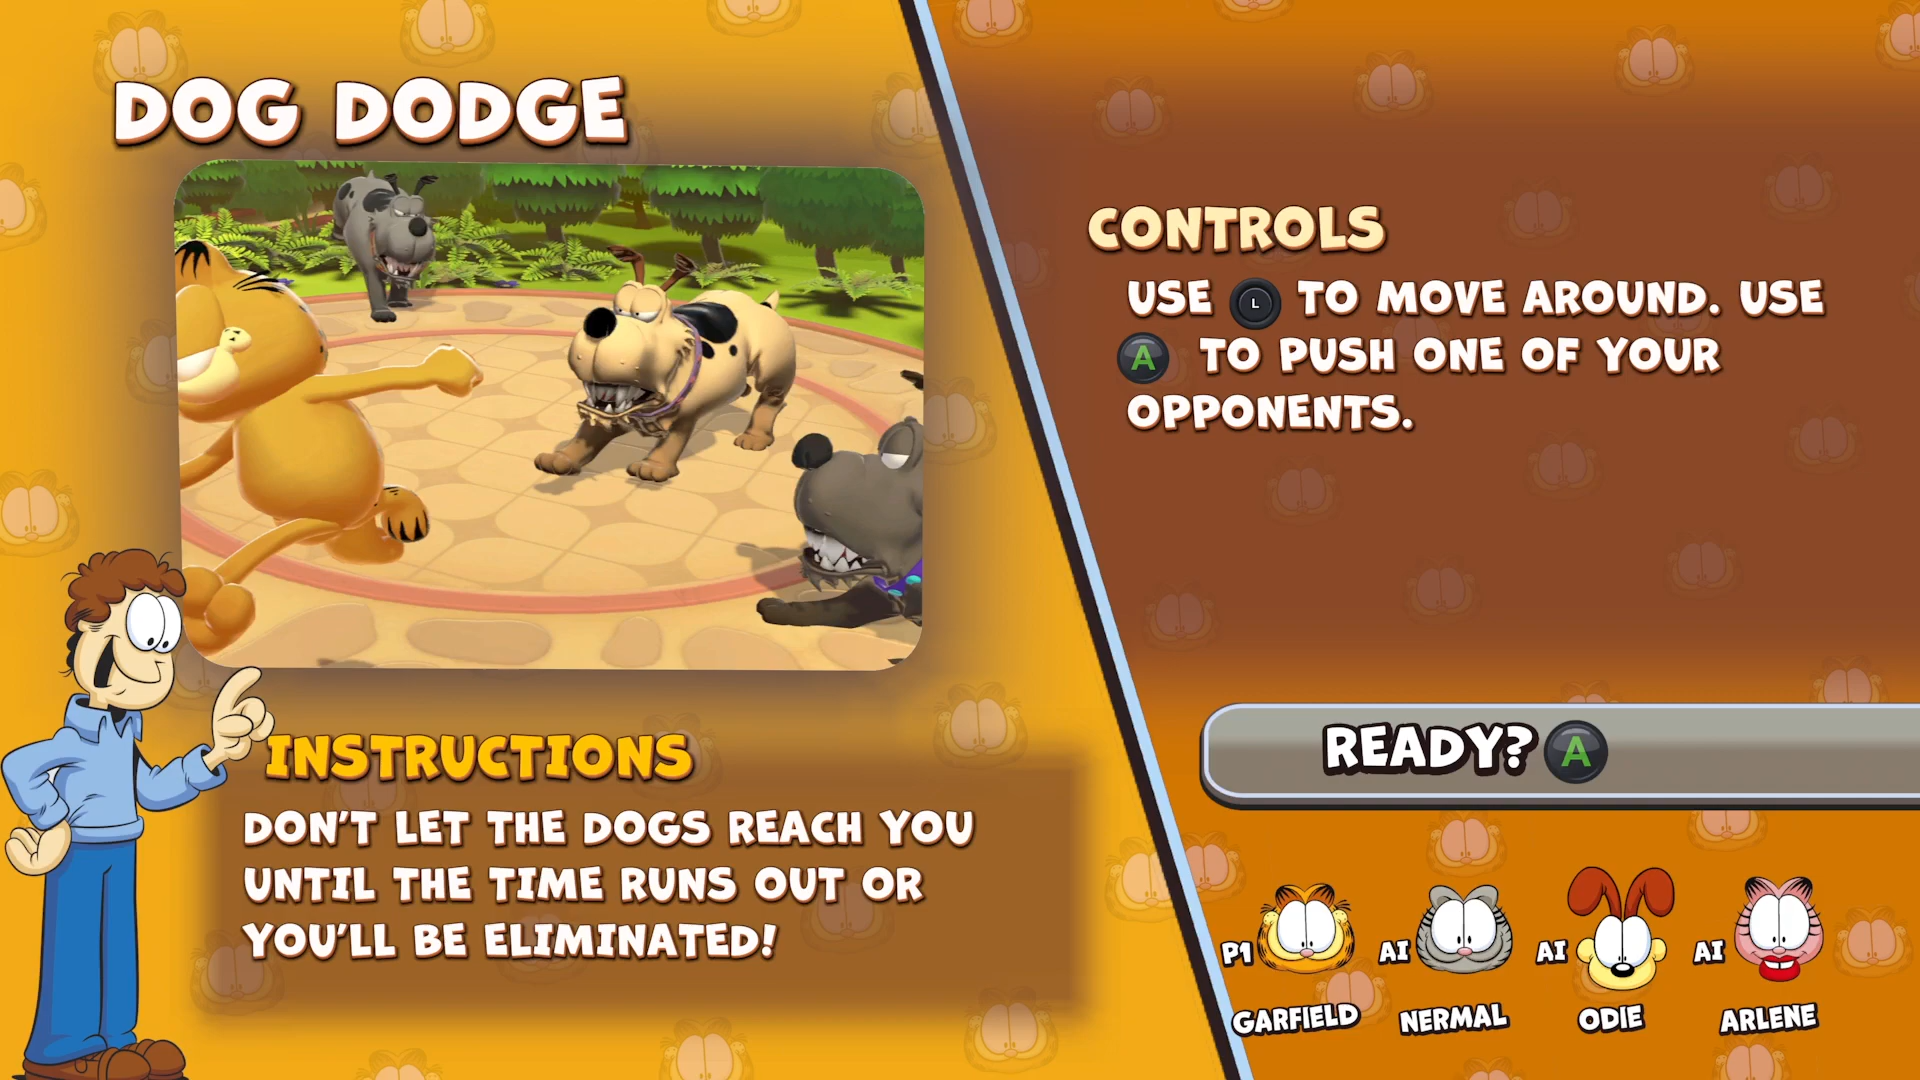 DOG DODGE
INSTRUCTIONS
DON'T LET THE DOGS REACH YOU
UNTIL THE TIME RUNS OUT OR
YOU'LL BE ELIMINATED!
CONTROLS
USE L TO MOVE AROUND. USE
A TO PUSH ONE OF YOUR
OPPONENTS.
READY? A
P1 AI AI AI
GARFIELD NERMAL ODIE ARLENE